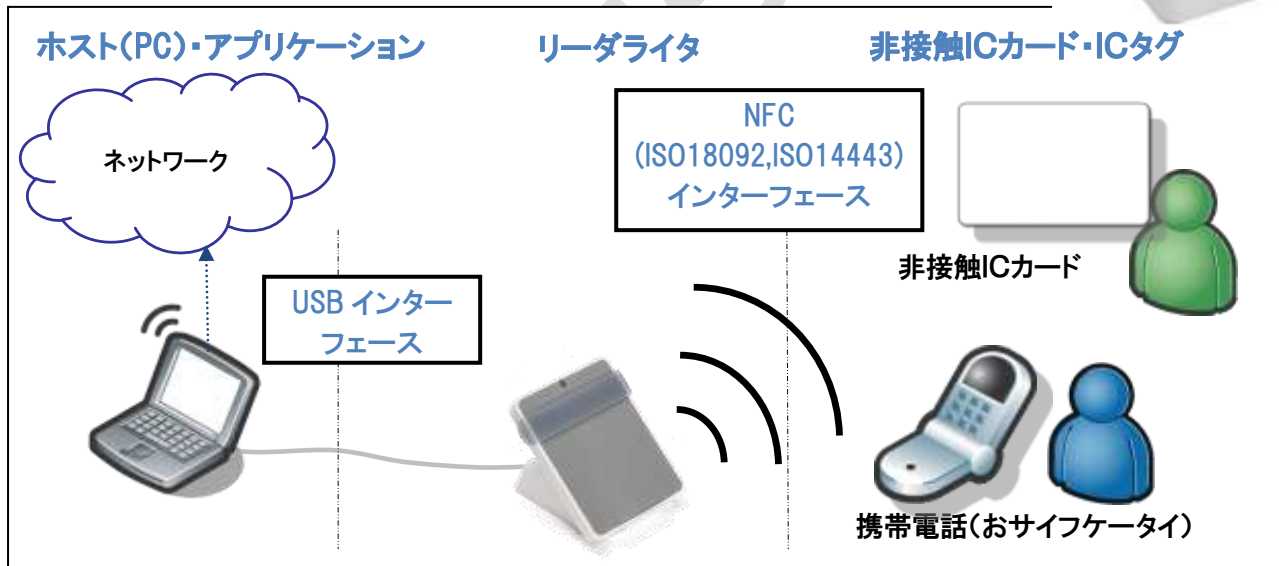 ホスト(PC)・アプリケーション
リーダライタ
非接触ICカード・ICタグ
ネットワーク
NFC
(ISO18092,ISO14443)
インターフェース
非接触ICカード
USB インター
フェース
携帯電話(おサイフケータイ)